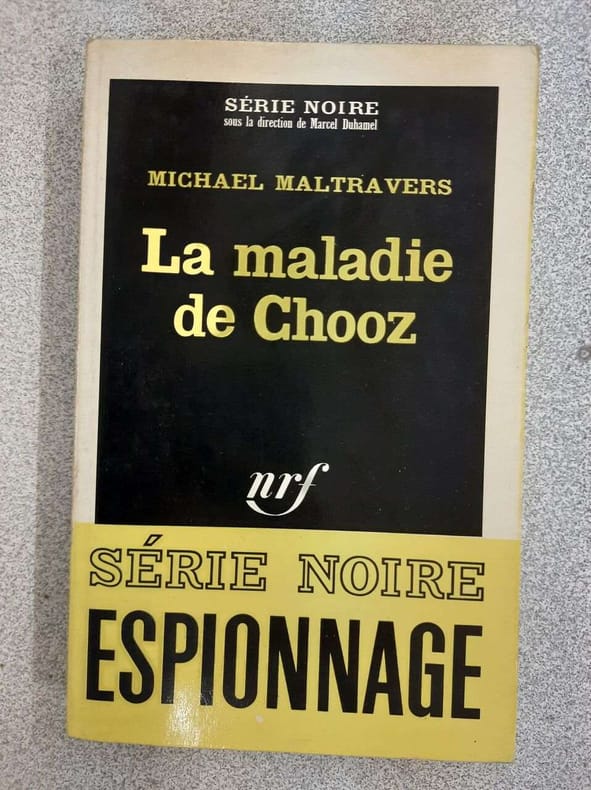 SÉRIE NOIRE
sous la direction de Marcel Duhamel
MICHAEL MALTRAVERS
La maladie
de Chooz
nrf
SÉRIE NOIRE
ESPIONNAGE